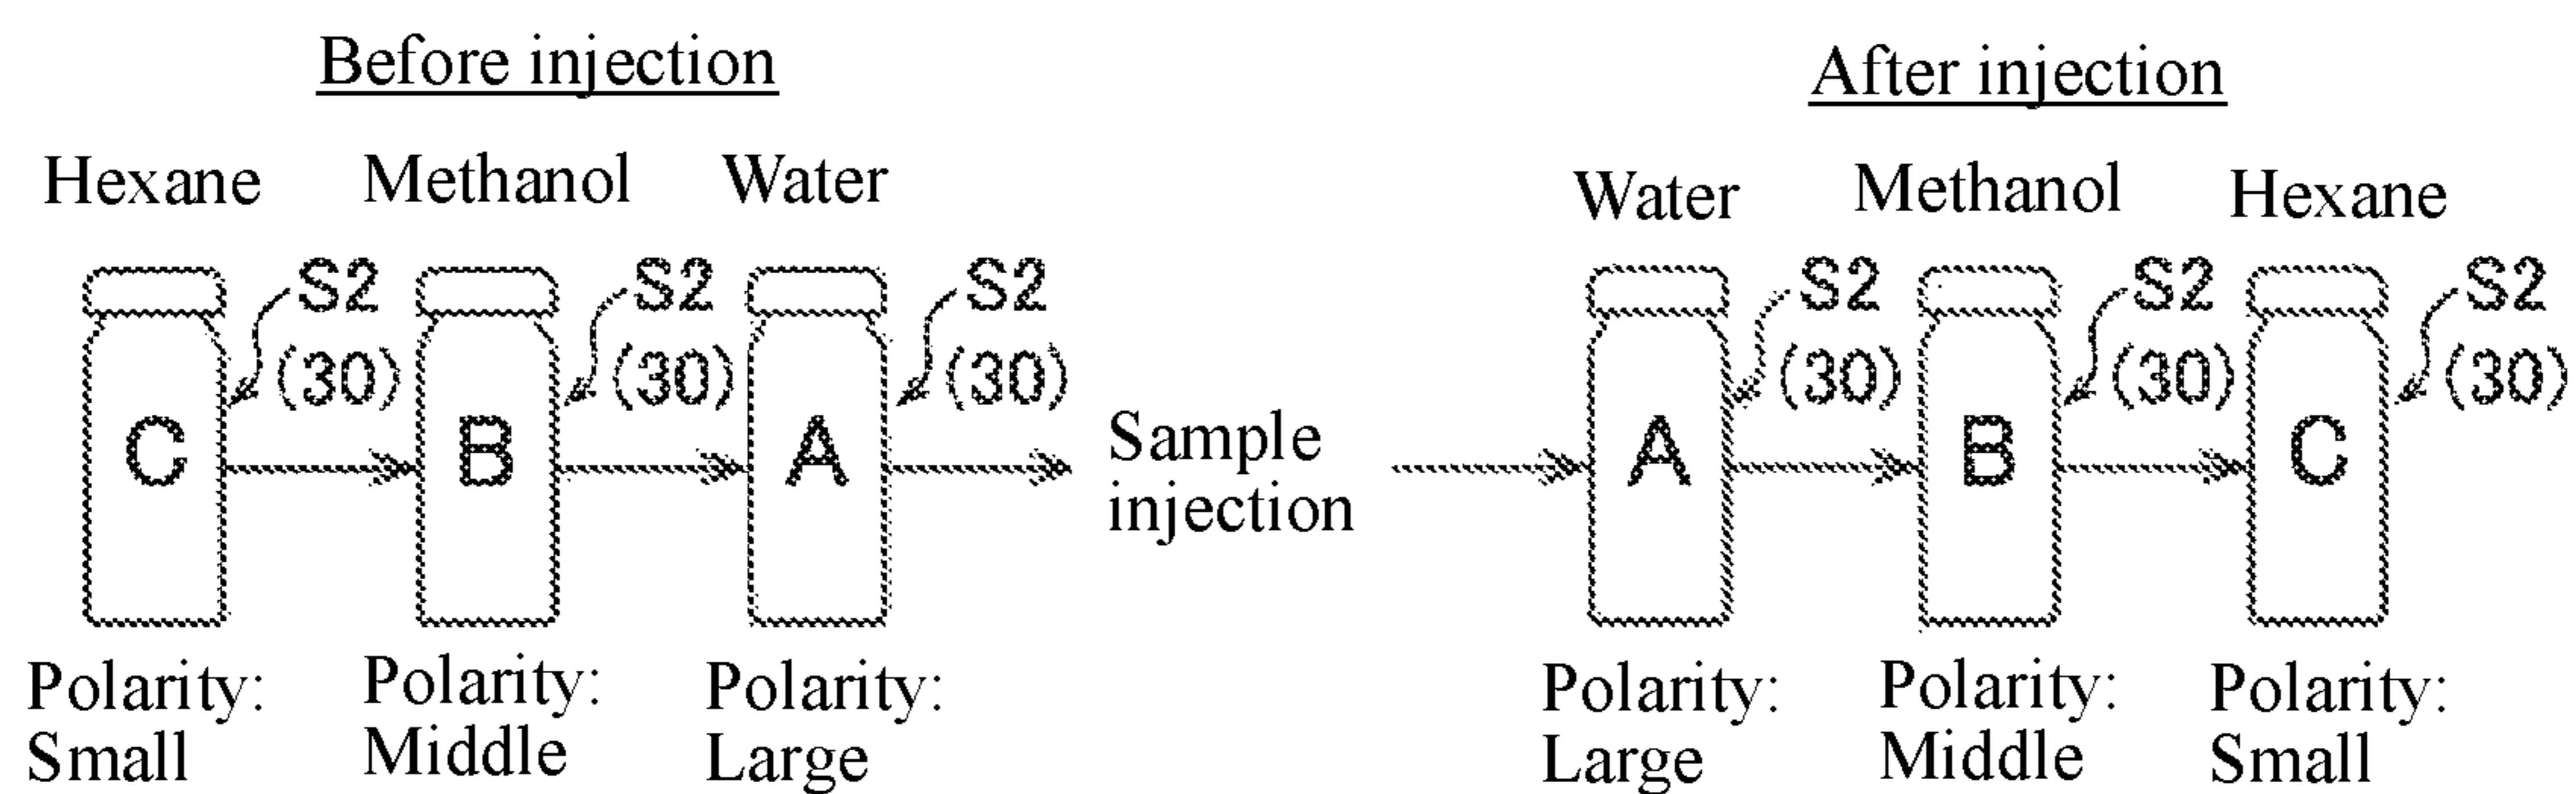 Before injection
After injection
Hexane Methanol Water
Water Methanol Hexane
S2 S2 S2 S2 S2 S2
(30) (30) (30) (30) (30) (30)
C B A
Sample
injection
A B C
Polarity:
Small
Polarity:
Middle
Polarity:
Large
Polarity:
Large
Polarity:
Middle
Polarity:
Small